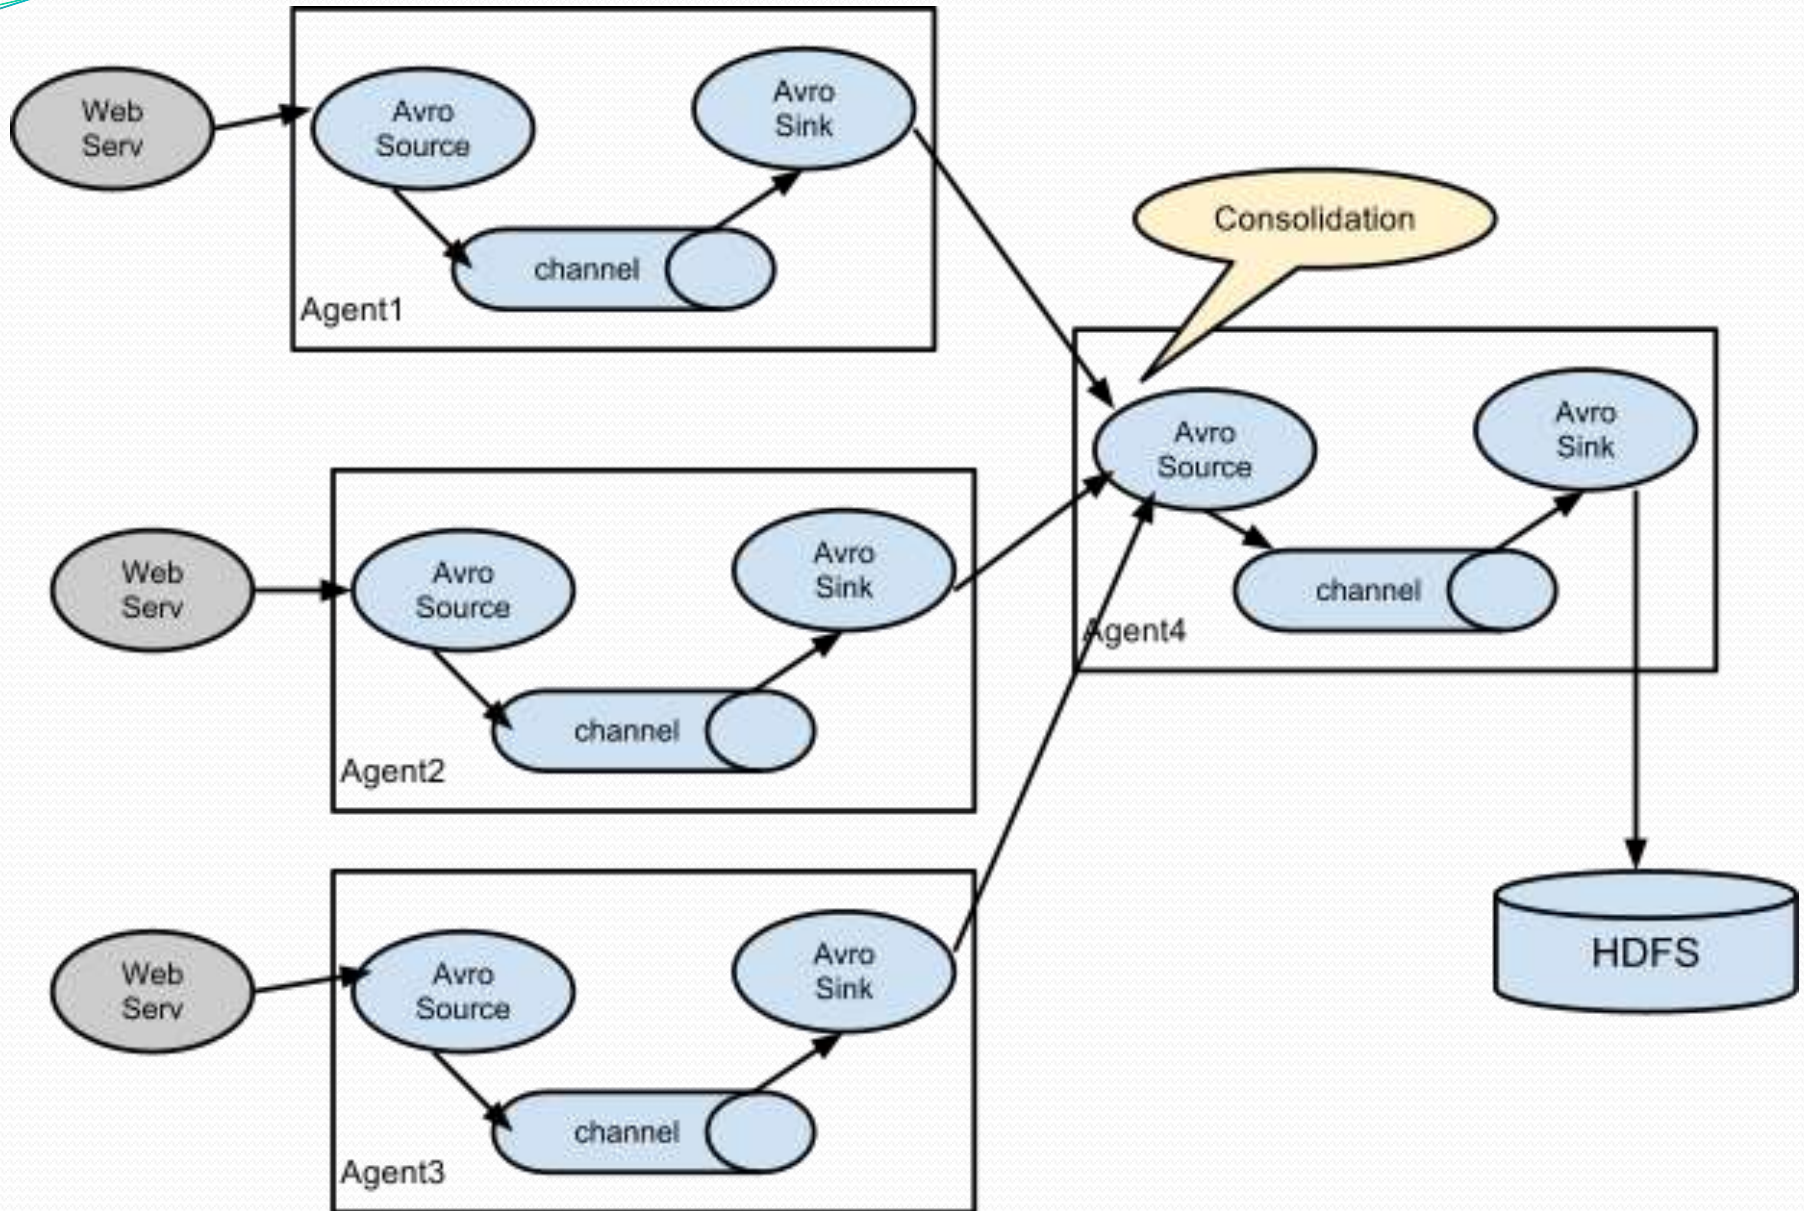 Web
Serv
Avro
Source
Avro
Sink
channel
Agent1
Consolidation
Web
Serv
Avro
Source
Avro
Sink
channel
Agent2
Avro
Source
Avro
Sink
channel
Agent4
Web
Serv
Avro
Source
Avro
Sink
channel
Agent3
HDFS